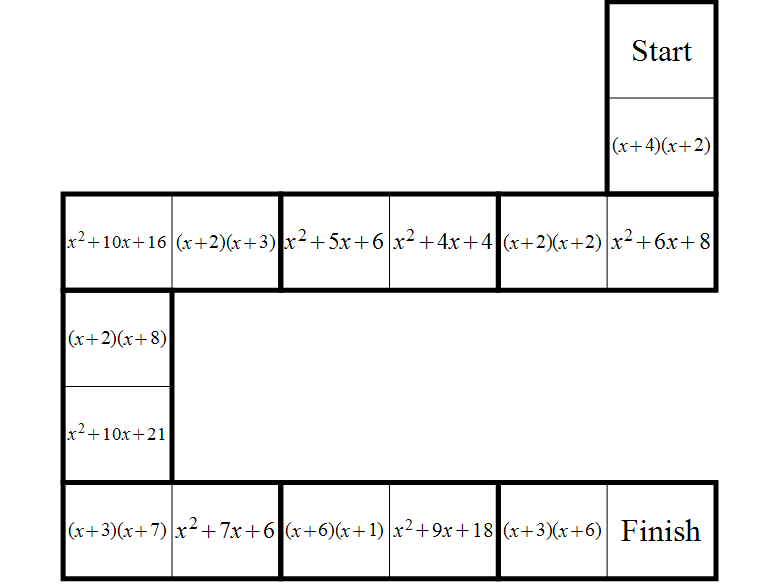 Start
(x+4)(x+2)
x²+10x+16 (x+2)(x+3) x²+5x+6 x²+4x+4 (x+2)(x+2) x²+6x+8
(x+2)(x+8)
x²+10x+21
(x+3)(x+7) x²+7x+6 (x+6)(x+1) x²+9x+18 (x+3)(x+6) Finish